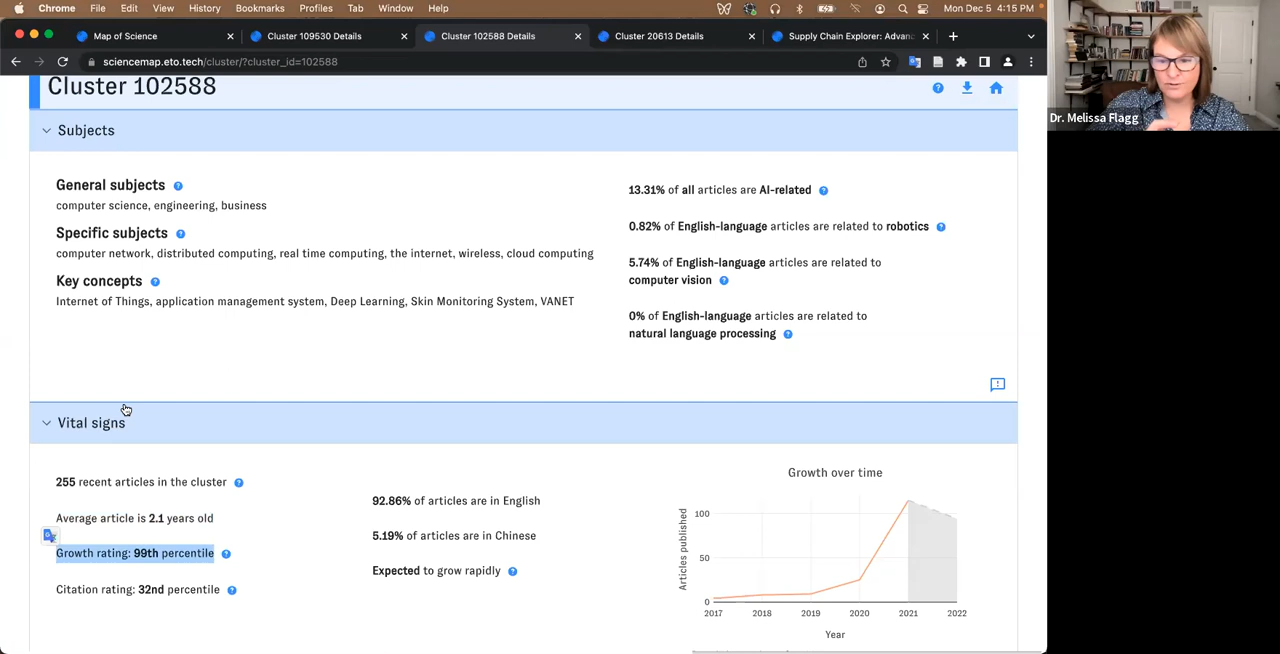 Chrome File Edit View History Bookmarks Profiles Tab Window Help Mon Dec 5 4:15 PM
Map of Science Cluster 109530 Details Cluster 102588 Details Cluster 20613 Details Supply Chain Explorer: Advanc
sciencemap.eto.tech/cluster/?cluster_id=102588
Dr. Melissa Flagg
Cluster 102588
Subjects
General subjects
computer science, engineering, business
Specific subjects
computer network, distributed computing, real time computing, the internet, wireless, cloud computing
Key concepts
Internet of Things, application management system, Deep Learning, Skin Monitoring System, VANET
13.31% of all articles are AI-related
0.82% of English-language articles are related to robotics
5.74% of English-language articles are related to
computer vision
0% of English-language articles are related to
natural language processing
Vital signs
255 recent articles in the cluster
Average article is 2.1 years old
Growth rating: 99th percentile
Citation rating: 32nd percentile
92.86% of articles are in English
5.19% of articles are in Chinese
Expected to grow rapidly
Growth over time
Articles published
100
50
0
2017 2018 2019 2020 2021 2022
Year